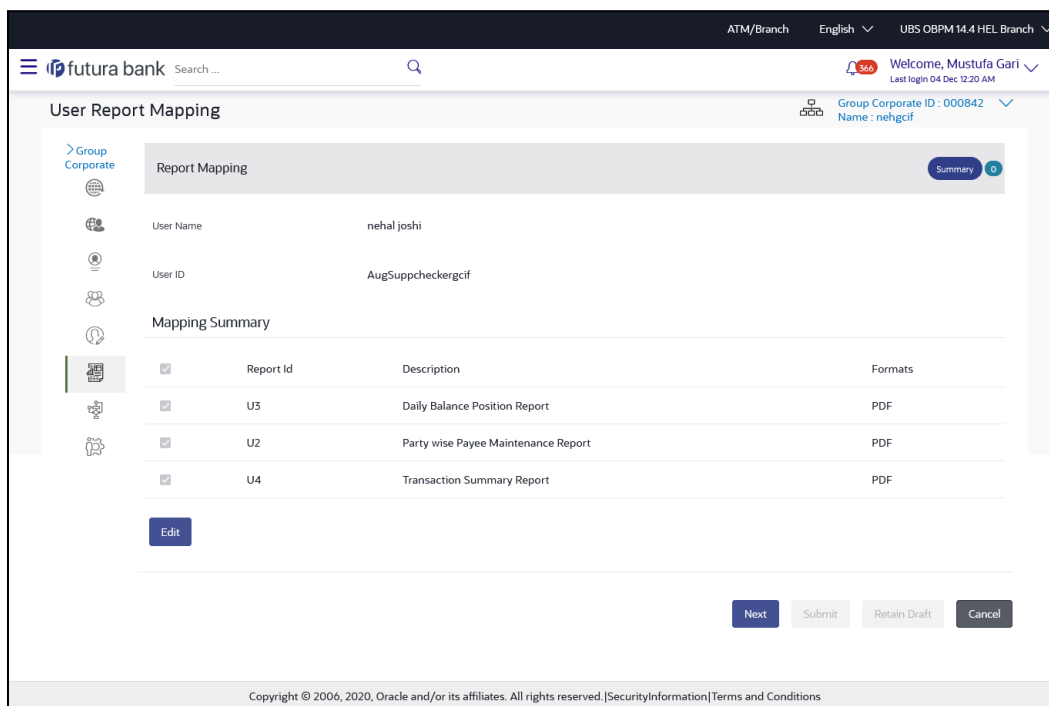 ATM/Branch English UBS OBPM 14.4 HEL Branch
futura bank Search ... 366 Welcome, Mustufa Gari
Last login 04 Dec 12:20 AM
User Report Mapping
Group Corporate ID : 000842
Name : nehgcif
Group
Corporate
Report Mapping Summary 0
User Name nehal joshi
User ID AugSuppcheckergcif
Mapping Summary
Report Id Description Formats
U3 Daily Balance Position Report PDF
U2 Party wise Payee Maintenance Report PDF
U4 Transaction Summary Report PDF
Edit
Next Submit Retain Draft Cancel
Copyright © 2006, 2020, Oracle and/or its affiliates. All rights reserved.|SecurityInformation|Terms and Conditions